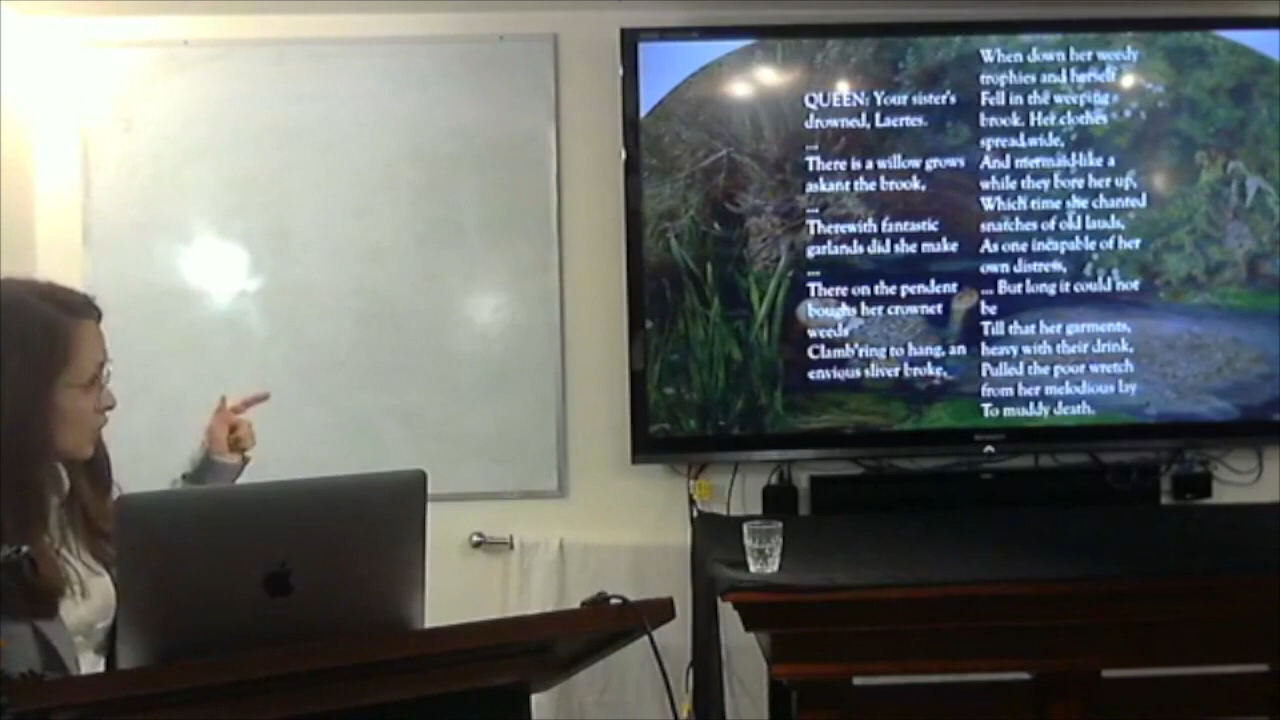 QUEEN: Your sister's
drowned, Laertes.
...
There is a willow grows
askant the brook,
...
Therewith fantastic
garlands did she make
...
There on the pendent
boughs her crownet
weeds
Clamb'ring to hang, an
envious sliver broke,
When down her weedy
trophies and herself
Fell in the weeping
brook. Her clothes
spread wide,
And mermaid-like a
while they bore her up,
Which time she chanted
snatches of old lauds,
As one incapable of her
own distress,
... But long it could not
be
Till that her garments,
heavy with their drink,
Pulled the poor wretch
from her melodious lay
To muddy death.